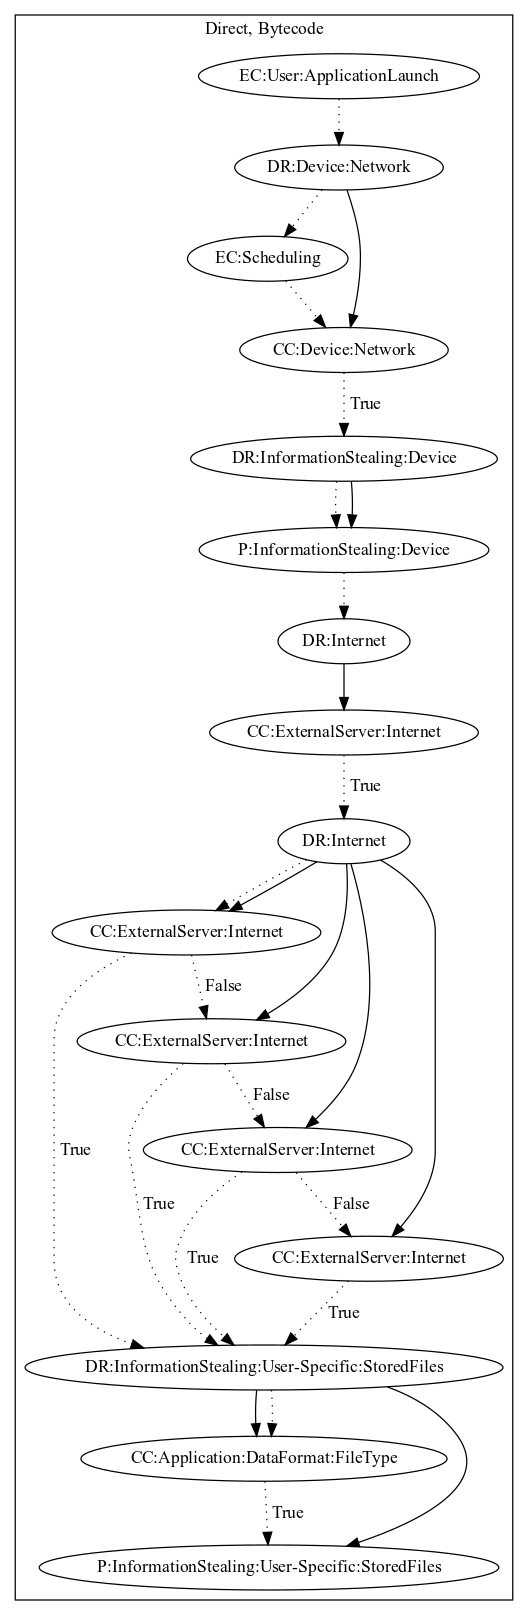 Direct, Bytecode
EC:User:ApplicationLaunch
DR:Device:Network
EC:Scheduling
CC:Device:Network
True
DR:InformationStealing:Device
P:InformationStealing:Device
DR:Internet
CC:ExternalServer:Internet
True
DR:Internet
CC:ExternalServer:Internet
False
CC:ExternalServer:Internet
False
True
CC:ExternalServer:Internet
True
False
True
CC:ExternalServer:Internet
True
DR:InformationStealing:User-Specific:StoredFiles
CC:Application:DataFormat:FileType
True
P:InformationStealing:User-Specific:StoredFiles